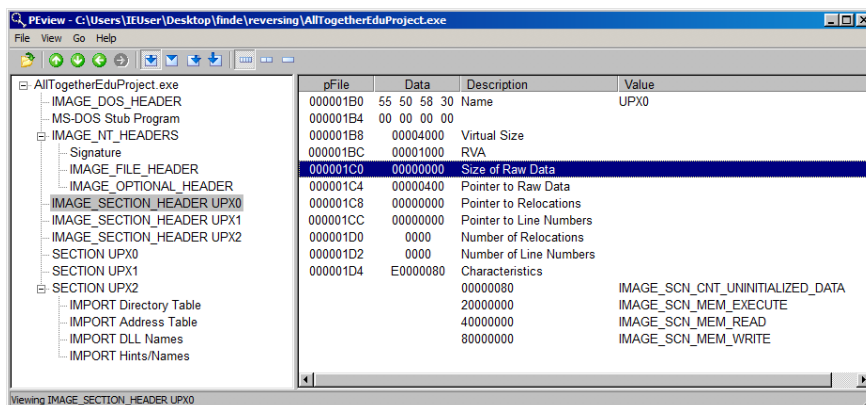 PEview - C:\Users\IEUser\Desktop\finde\reversing\AllTogetherEduProject.exe
File View Go Help
AllTogetherEduProject.exe
IMAGE_DOS_HEADER
MS-DOS Stub Program
IMAGE_NT_HEADERS
Signature
IMAGE_FILE_HEADER
IMAGE_OPTIONAL_HEADER
IMAGE_SECTION_HEADER UPX0
IMAGE_SECTION_HEADER UPX1
IMAGE_SECTION_HEADER UPX2
SECTION UPX0
SECTION UPX1
SECTION UPX2
IMPORT Directory Table
IMPORT Address Table
IMPORT DLL Names
IMPORT Hints/Names
pFile Data Description Value
000001B0 55 50 58 30 Name UPX0
000001B4 00 00 00 00
000001B8 00004000 Virtual Size
000001BC 00001000 RVA
000001C0 00000000 Size of Raw Data
000001C4 00000400 Pointer to Raw Data
000001C8 00000000 Pointer to Relocations
000001CC 00000000 Pointer to Line Numbers
000001D0 0000 Number of Relocations
000001D2 0000 Number of Line Numbers
000001D4 E0000080 Characteristics
00000080 IMAGE_SCN_CNT_UNINITIALIZED_DATA
20000000 IMAGE_SCN_MEM_EXECUTE
40000000 IMAGE_SCN_MEM_READ
80000000 IMAGE_SCN_MEM_WRITE
Viewing IMAGE_SECTION_HEADER UPX0